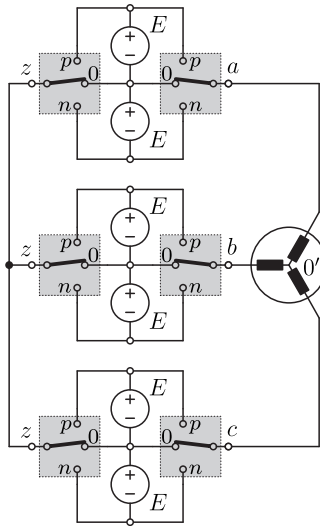 E
p + p
z 0 − 0 a
n + n
− E
E
p + p
z 0 − 0 b
n + n 0′
− E
E
p + p
z 0 − 0 c
n + n
− E